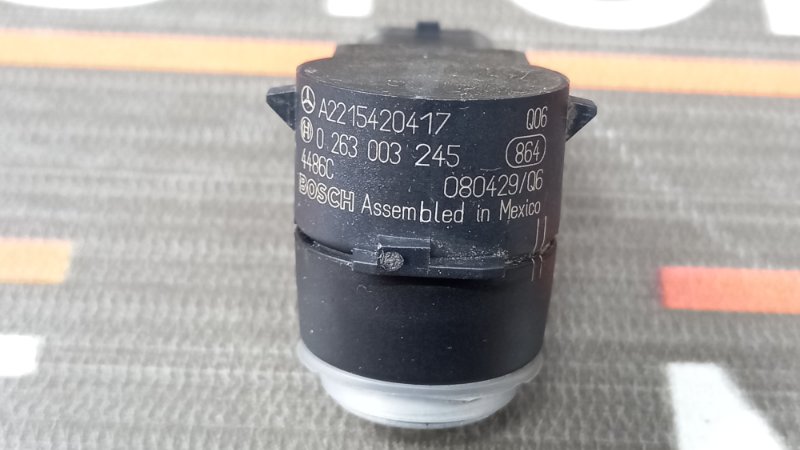 A2215420417 Q06
0 263 003 245 864
4486C 080429/Q6
BOSCH Assembled in Mexico